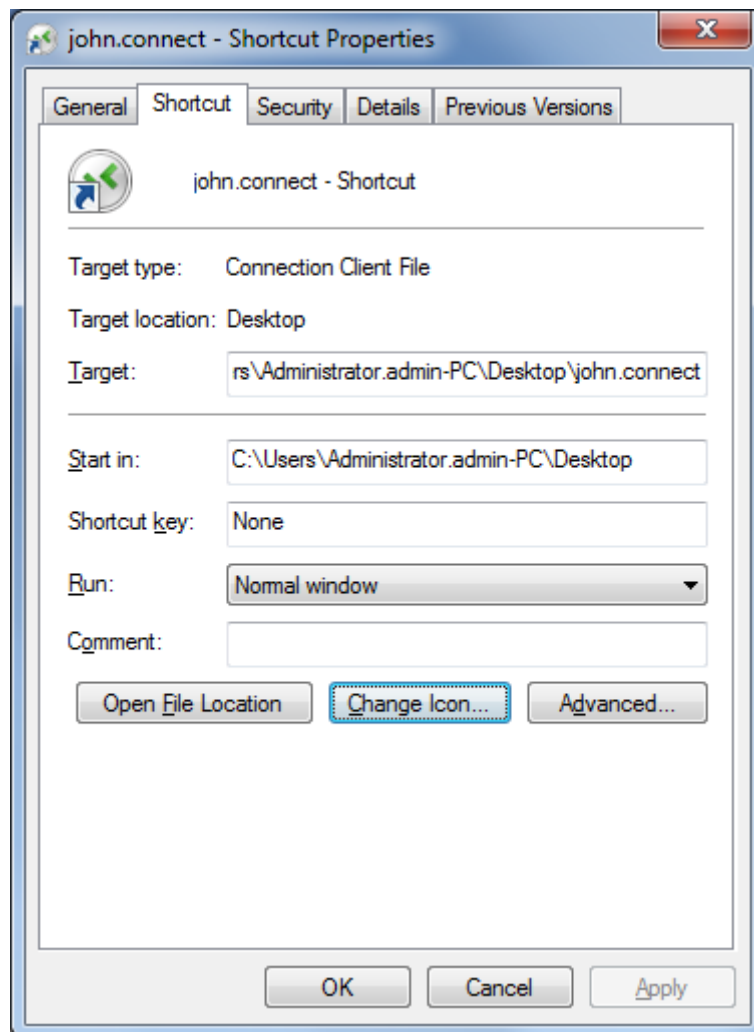 john.connect - Shortcut Properties
General Shortcut Security Details Previous Versions
john.connect - Shortcut
Target type: Connection Client File
Target location: Desktop
Target: rs\Administrator.admin-PC\Desktop\john.connect
Start in: C:\Users\Administrator.admin-PC\Desktop
Shortcut key: None
Run: Normal window
Comment:
Open File Location Change Icon... Advanced...
OK Cancel Apply